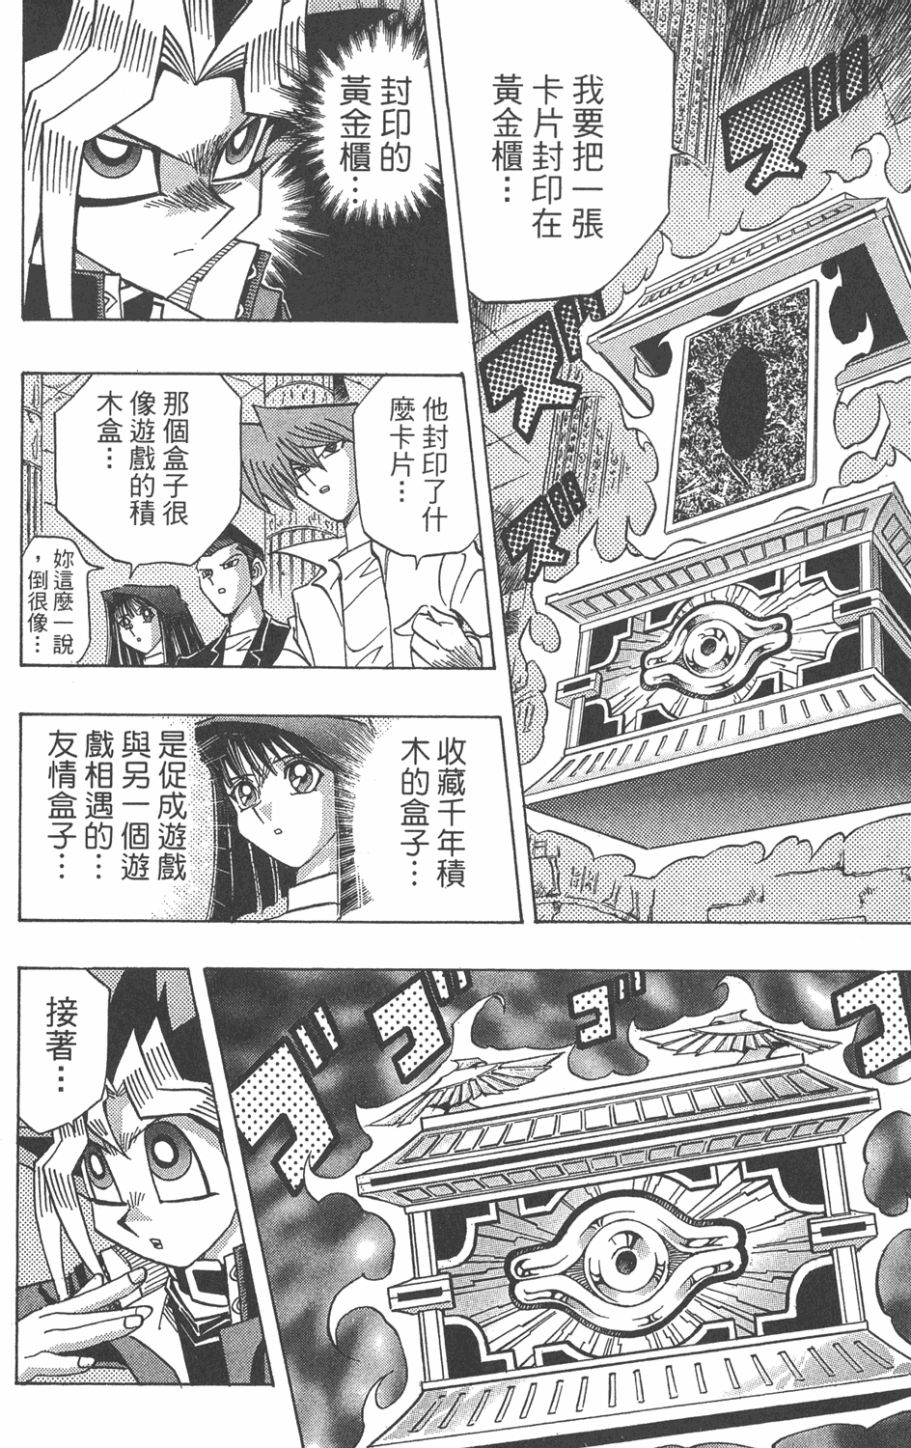 我要把一張
卡片封印在
黃金櫃…
封印的
黃金櫃…
他封印了什
麼卡片…
那個盒子很
像遊戲的積
木盒…
妳這麼一說
，倒很像…
收藏千年積
木的盒子…
是促成遊戲
與另一個遊
戲相遇的…
友情盒子…
接著…